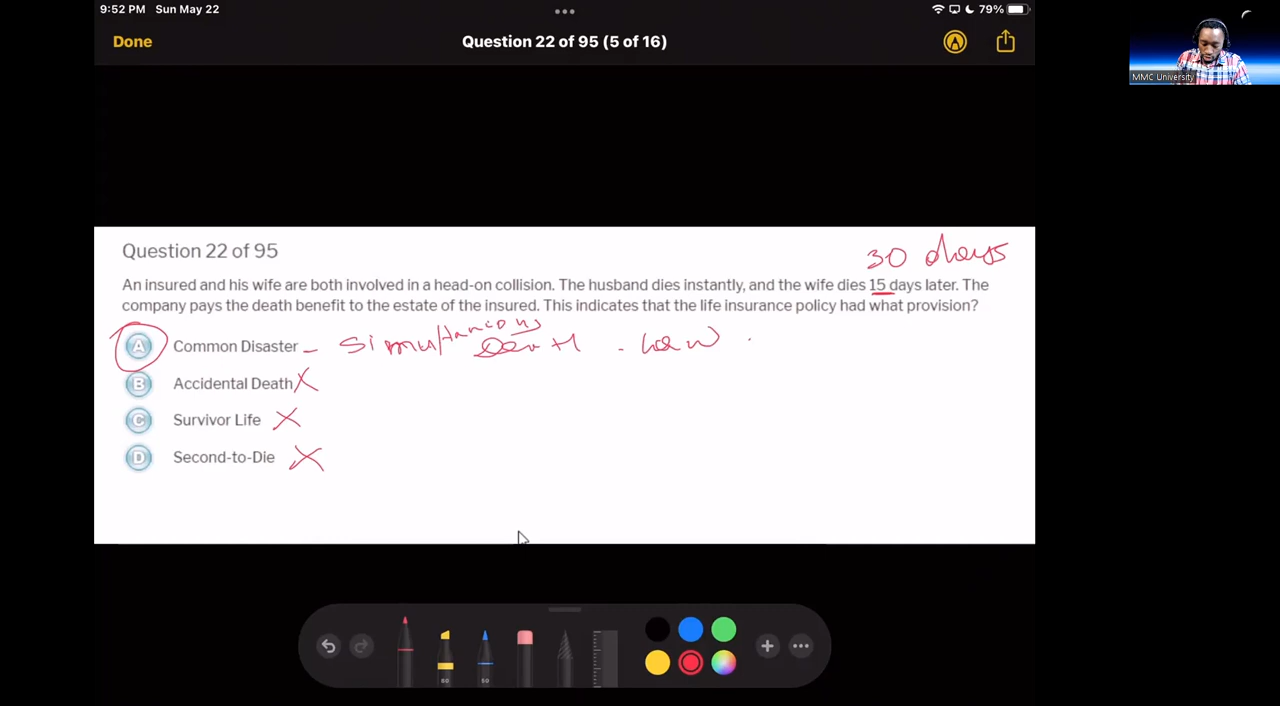 9:52 PM Sun May 22
79%
Done
Question 22 of 95 (5 of 16)
MMC University
Question 22 of 95
30 days
An insured and his wife are both involved in a head-on collision. The husband dies instantly, and the wife dies 15 days later. The
company pays the death benefit to the estate of the insured. This indicates that the life insurance policy had what provision?
A Common Disaster - Simultanious Death - Law
B Accidental Death X
C Survivor Life X
D Second-to-Die X